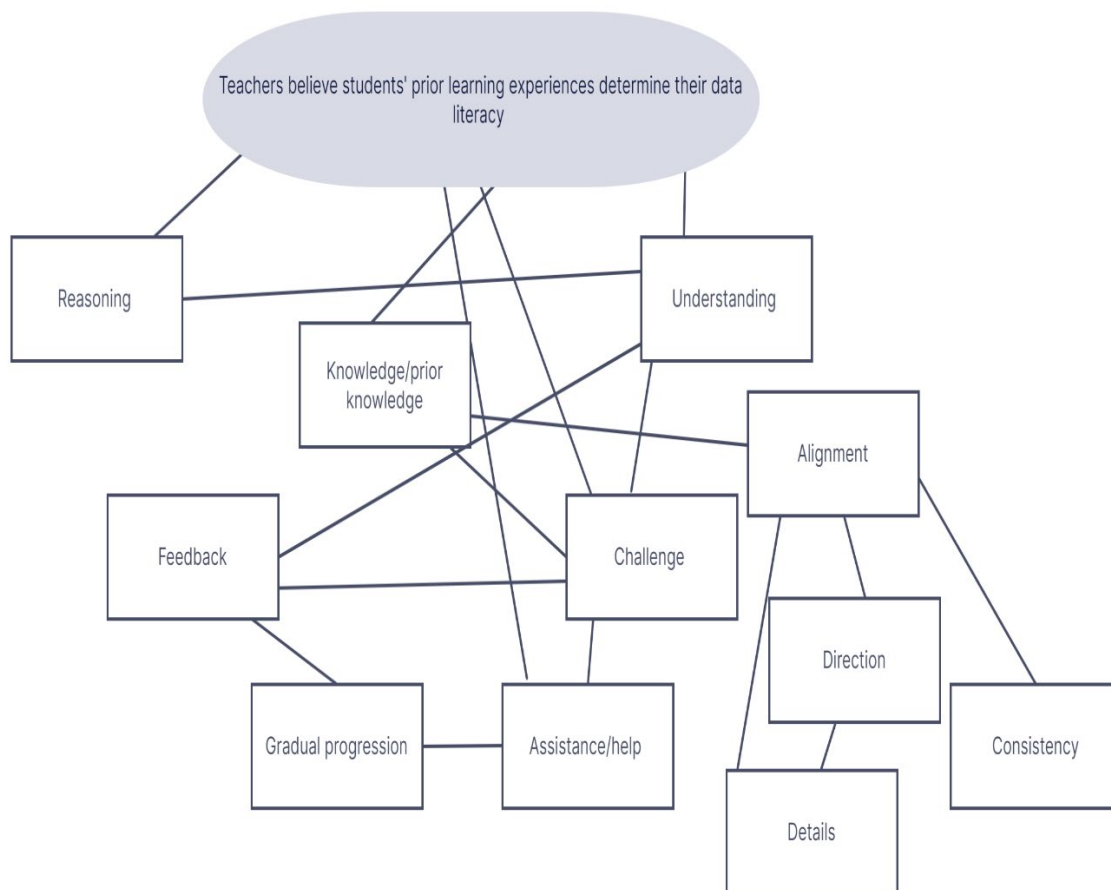 Teachers believe students' prior learning experiences determine their data
literacy
Reasoning
Understanding
Knowledge/prior
knowledge
Alignment
Feedback
Challenge
Direction
Gradual progression
Assistance/help
Consistency
Details